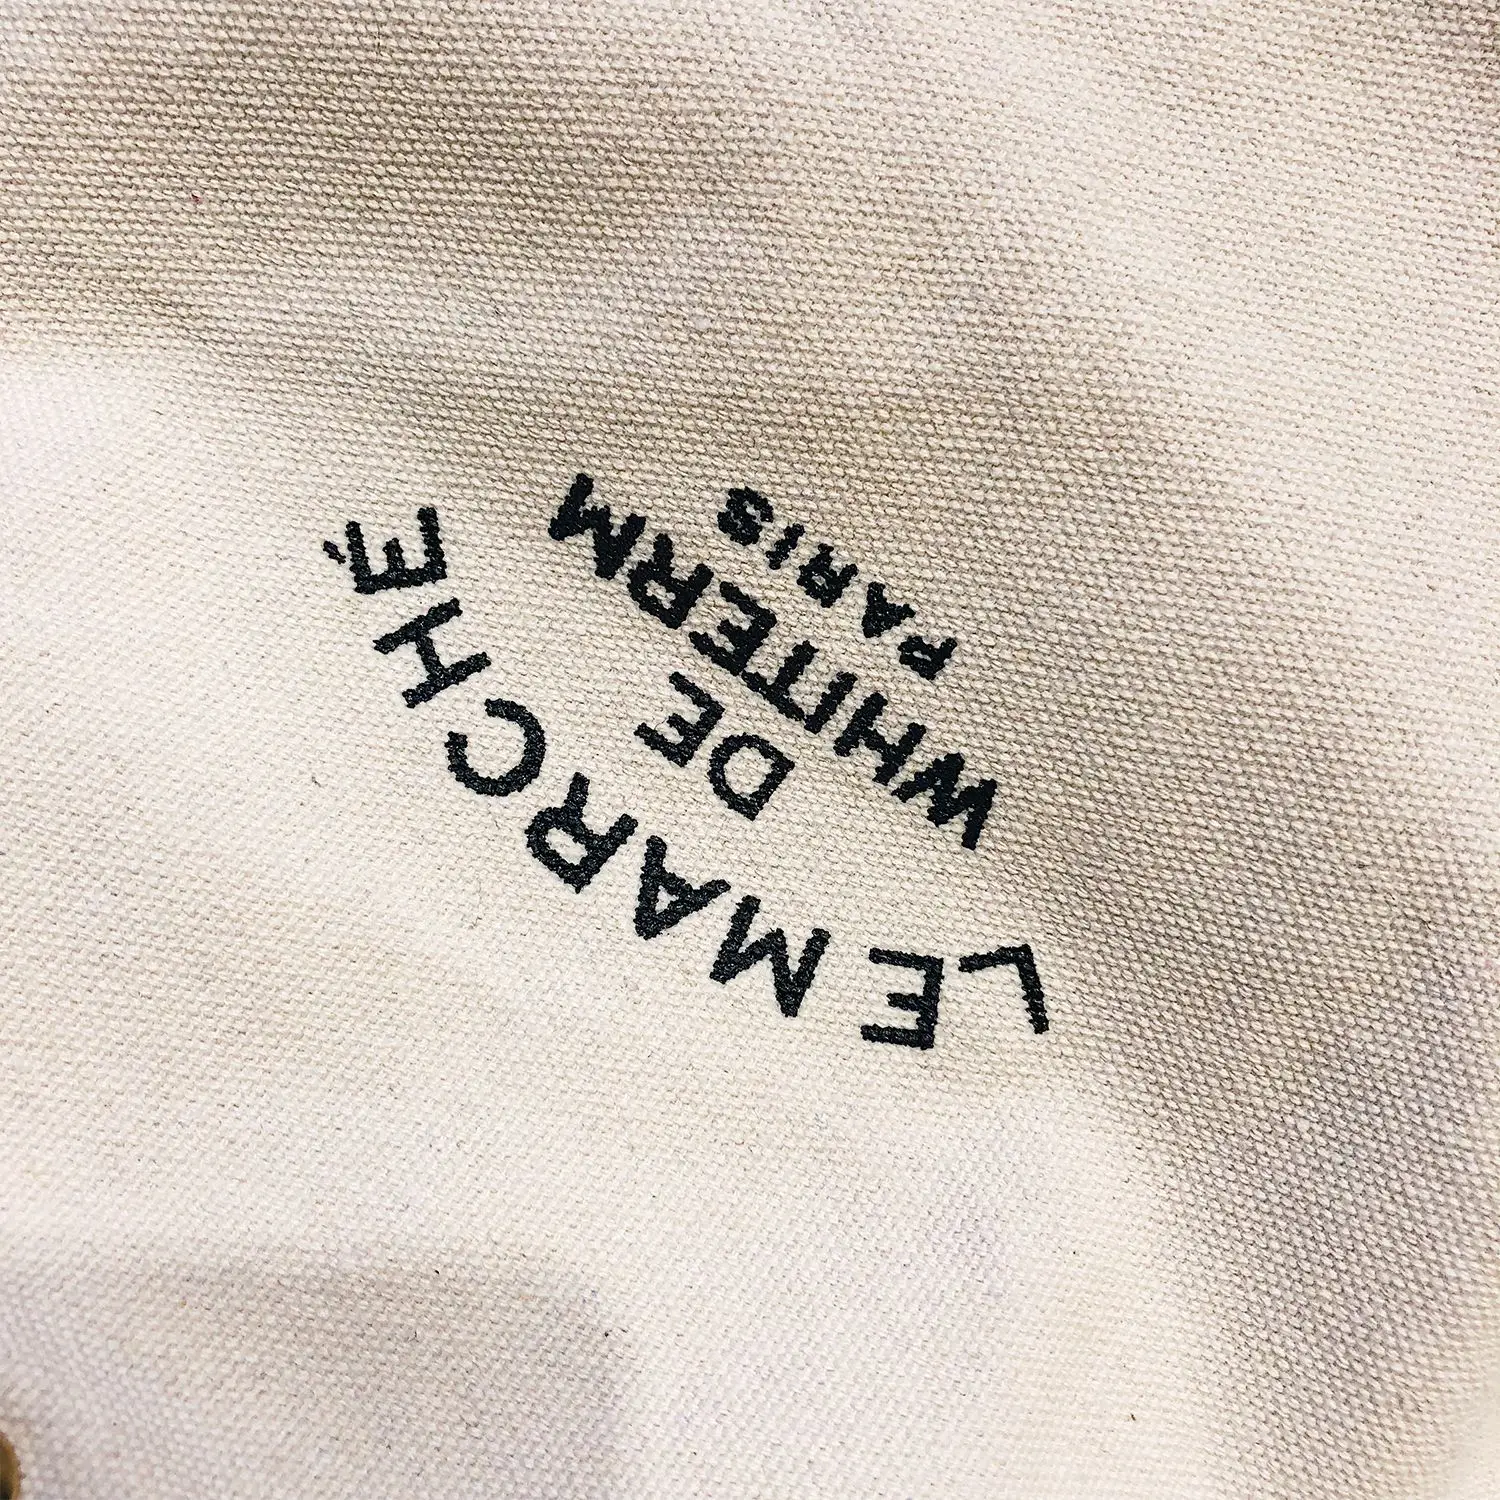 LE MARCHÉ
DE
WHITERM
PARIS